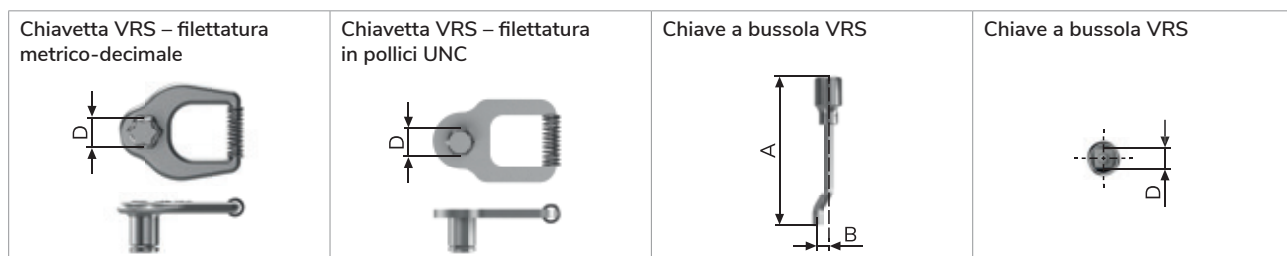 Chiavetta VRS – filettatura
metrico-decimale
D
Chiavetta VRS – filettatura
in pollici UNC
D
Chiave a bussola VRS
A
B
Chiave a bussola VRS
D